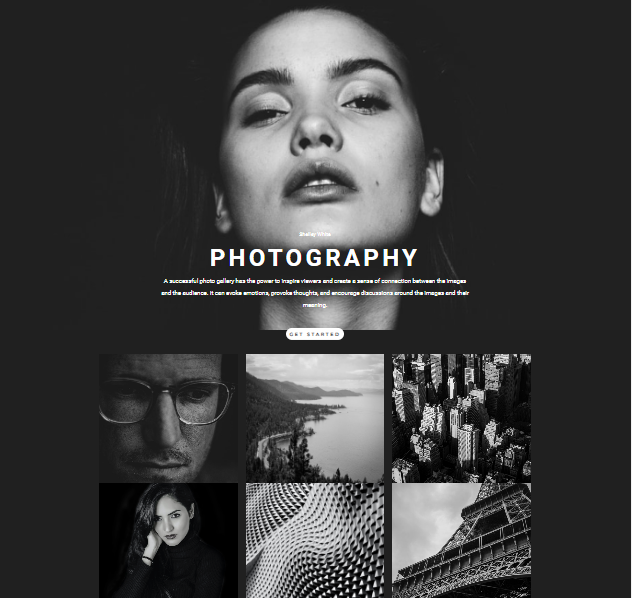 Shelley White
PHOTOGRAPHY
A successful photo gallery has the power to inspire viewers and create a sense of connection between the images
and the audience. It can evoke emotions, provoke thoughts, and encourage discussions around the images and their
meaning.
GET STARTED